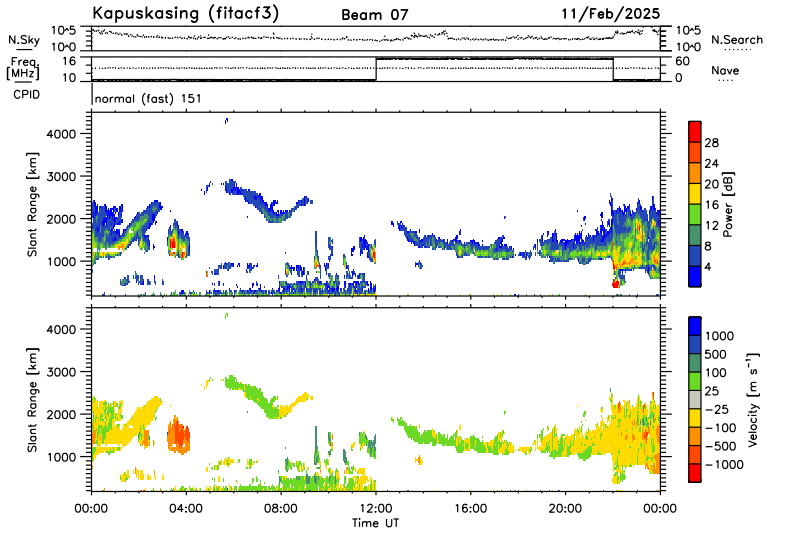 Kapuskasing (fitacf3) Beam 07 11/Feb/2025
N.Sky 10^5 10^0 10^5 10^0 N.Search
Freq. [MHz] 16 10 60 0 Nave
CPID normal (fast) 151
Slant Range [km] 4000 3000 2000 1000
Power [dB] 28 24 20 16 12 8 4
Slant Range [km] 4000 3000 2000 1000
Velocity [m s⁻¹] 1000 500 100 25 −25 −100 −500 −1000
00:00 04:00 08:00 12:00 16:00 20:00 00:00
Time UT